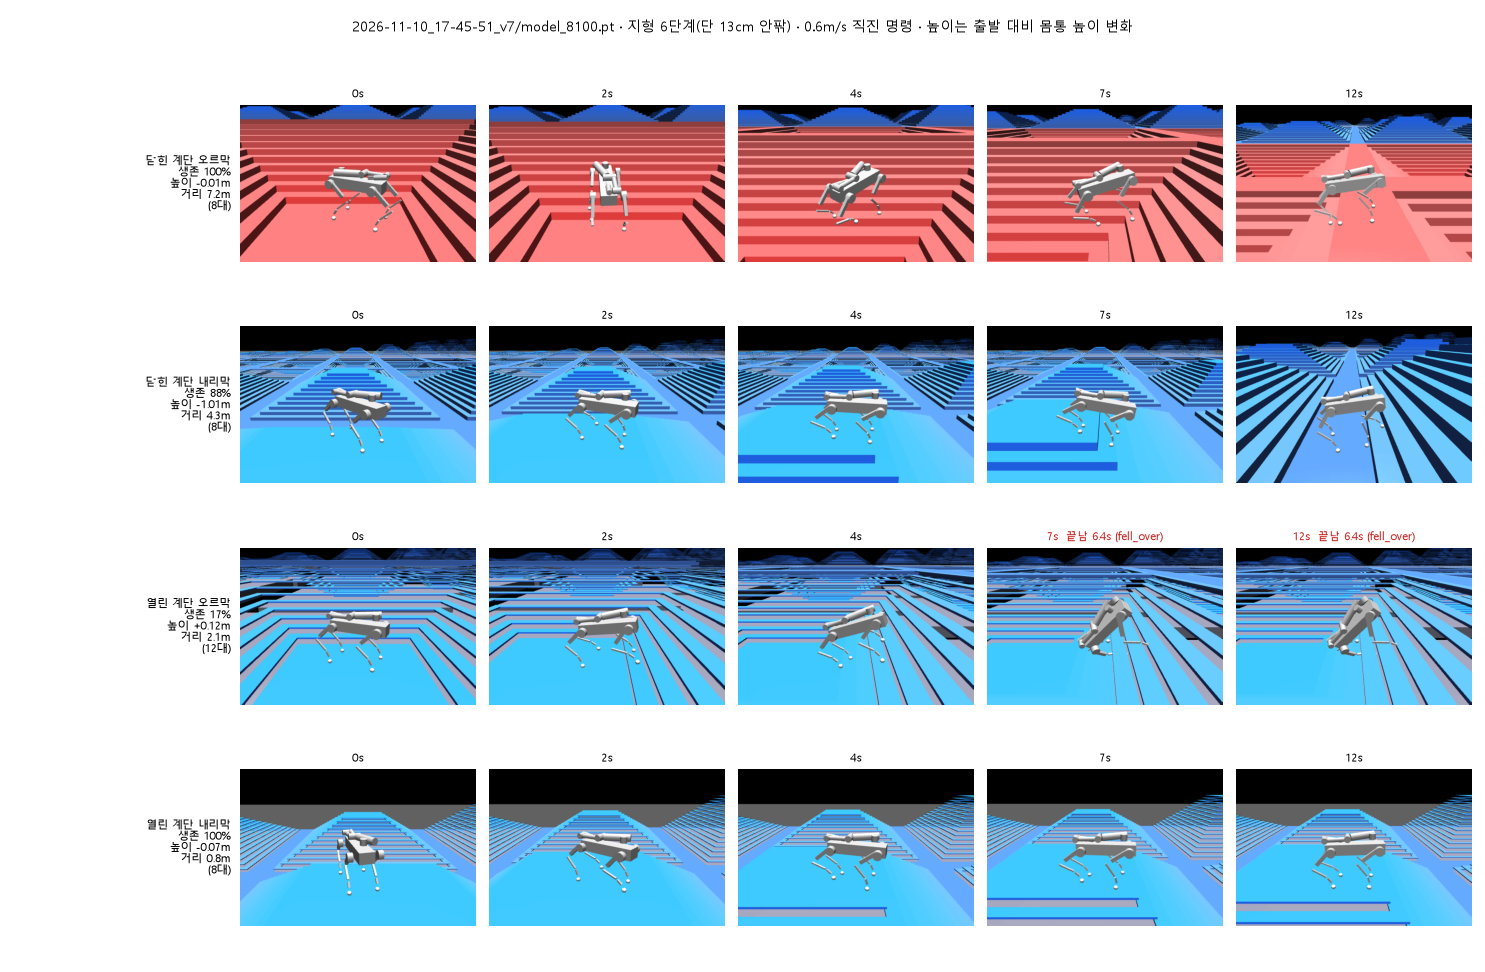 2026-11-10_17-45-51_v7/model_8100.pt · 지형 6단계(단 13cm 안팎) · 0.6m/s 직진 명령 · 높이는 출발 대비 몸통 높이 변화
0s 2s 4s 7s 12s
닫힌 계단 오르막
생존 100%
높이 -0.01m
거리 7.2m
(8대)
0s 2s 4s 7s 12s
닫힌 계단 내리막
생존 88%
높이 -1.01m
거리 4.3m
(8대)
0s 2s 4s 7s 끝남 6.4s (fell_over) 12s 끝남 6.4s (fell_over)
열린 계단 오르막
생존 17%
높이 +0.12m
거리 2.1m
(12대)
0s 2s 4s 7s 12s
열린 계단 내리막
생존 100%
높이 -0.07m
거리 0.8m
(8대)